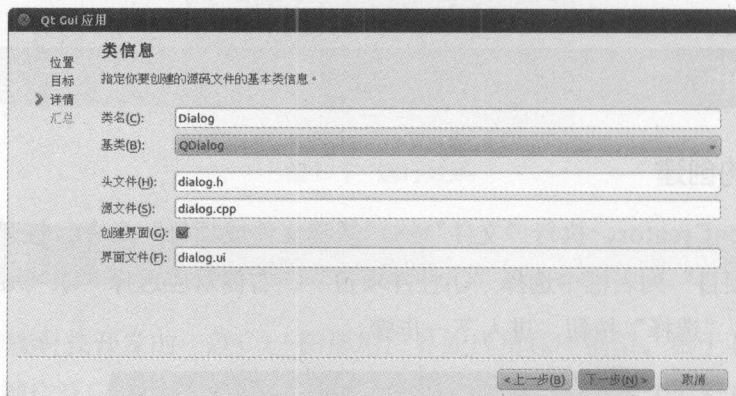 Qt Gui 应用
位置
目标
详情
汇总
类信息
指定你要创建的源码文件的基本类信息。
类名(C): Dialog
基类(B): QDialog
头文件(H): dialog.h
源文件(S): dialog.cpp
创建界面(G):
界面文件(F): dialog.ui
<上一步(B) 下一步(N)> 取消